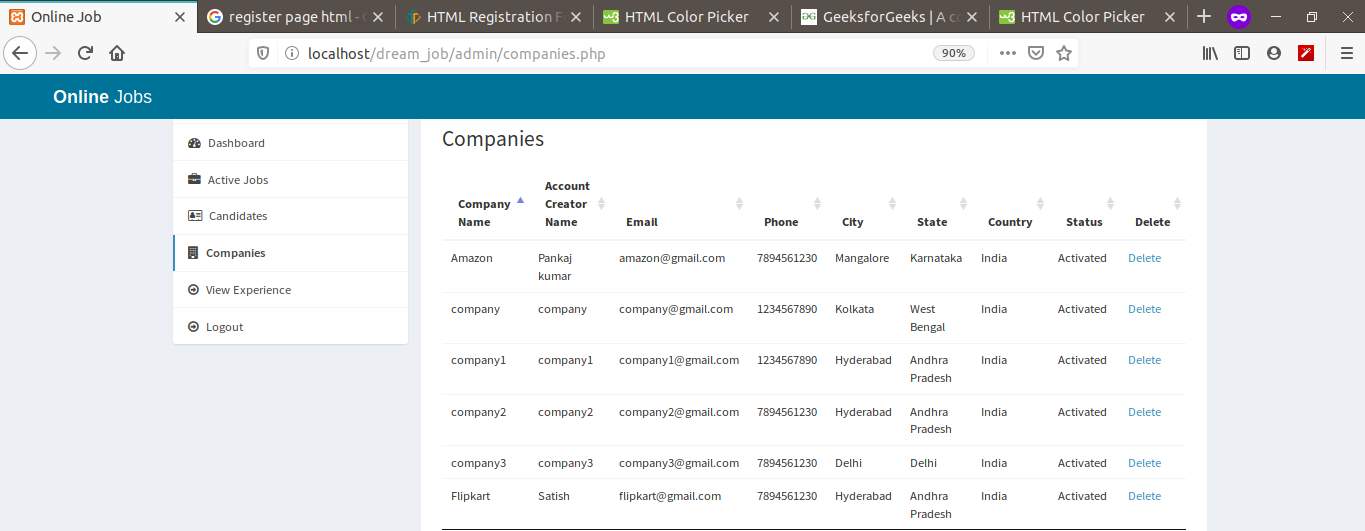 Online Job
register page html -
HTML Registration F
HTML Color Picker
GeeksforGeeks | A c
HTML Color Picker
localhost/dream_job/admin/companies.php 90%
Online Jobs
Dashboard
Active Jobs
Candidates
Companies
View Experience
Logout
Companies
Company Name Account Creator Name Email Phone City State Country Status Delete
Amazon Pankaj kumar amazon@gmail.com 7894561230 Mangalore Karnataka India Activated Delete
company company company@gmail.com 1234567890 Kolkata West Bengal India Activated Delete
company1 company1 company1@gmail.com 1234567890 Hyderabad Andhra Pradesh India Activated Delete
company2 company2 company2@gmail.com 7894561230 Hyderabad Andhra Pradesh India Activated Delete
company3 company3 company3@gmail.com 7894561230 Delhi Delhi India Activated Delete
Flipkart Satish flipkart@gmail.com 7894561230 Hyderabad Andhra Pradesh India Activated Delete